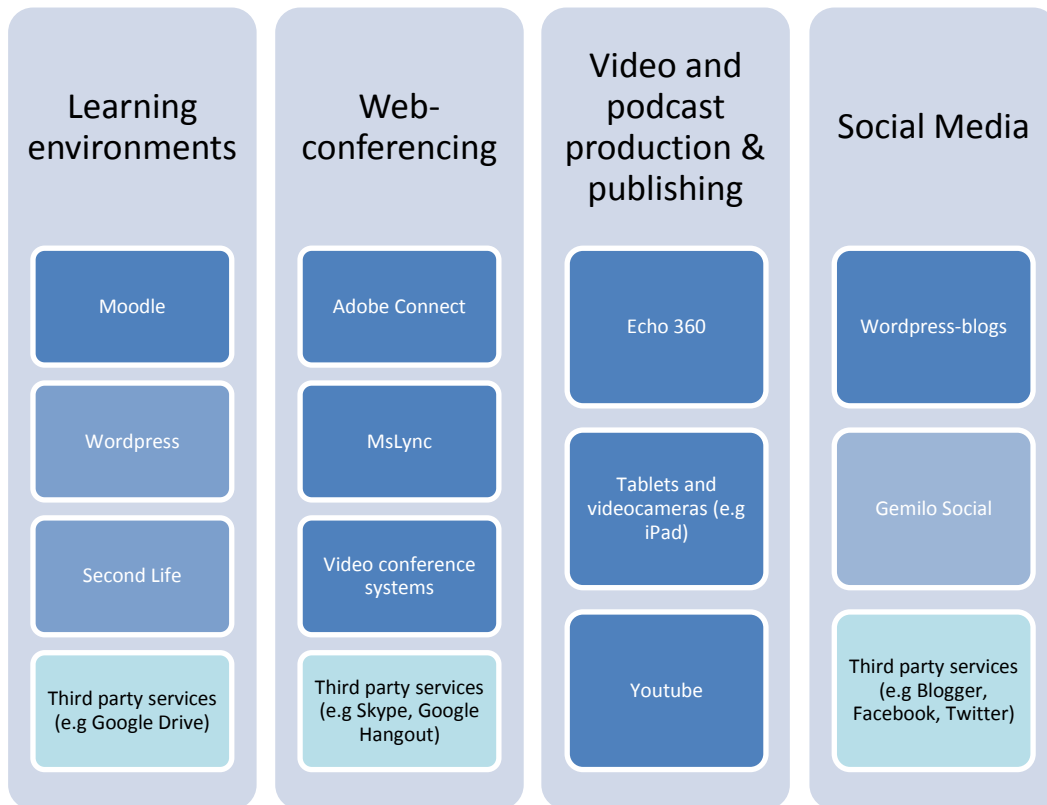 Learning
environments
Moodle
Wordpress
Second Life
Third party services
(e.g Google Drive)
Web-
conferencing
Adobe Connect
MsLync
Video conference
systems
Third party services
(e.g Skype, Google
Hangout)
Video and
podcast
production &
publishing
Echo 360
Tablets and
videocameras (e.g
iPad)
Youtube
Social Media
Wordpress-blogs
Gemilo Social
Third party services
(e.g Blogger,
Facebook, Twitter)